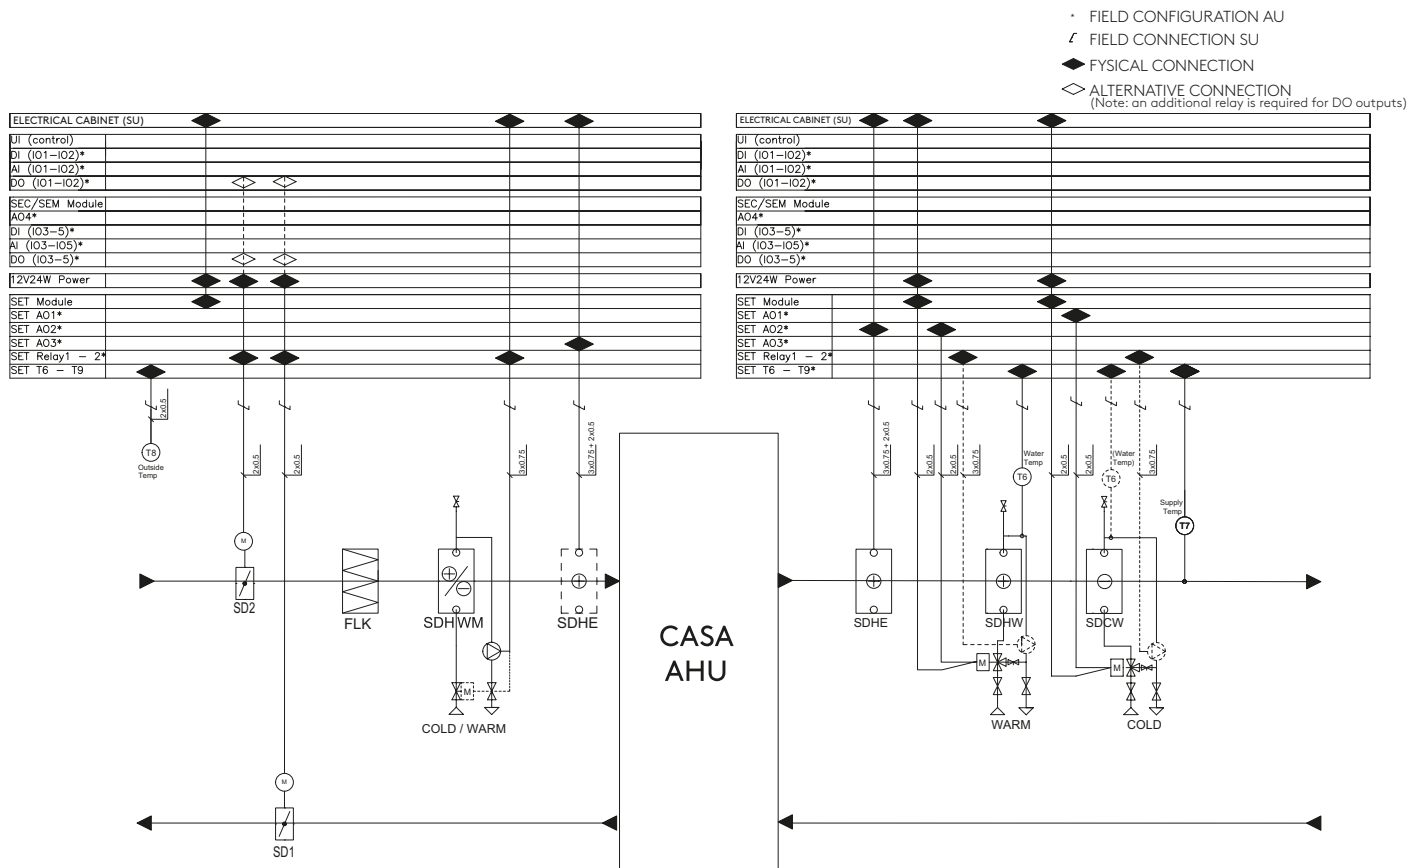 FIELD CONFIGURATION AU
FIELD CONNECTION SU
FYSICAL CONNECTION
ALTERNATIVE CONNECTION
(Note: an additional relay is required for DO outputs)
ELECTRICAL CABINET (SU)
UI (control)
DI (IO1-IO2)*
AI (IO1-IO2)*
DO (IO1-IO2)*
SEC/SEM Module
AO4*
DI (IO3-5)*
AI (IO3-IO5)*
DO (IO3-5)*
12V24W Power
SET Module
SET AO1*
SET AO2*
SET AO3*
SET Relay1 - 2*
SET T6 - T9
ELECTRICAL CABINET (SU)
UI (control)
DI (IO1-IO2)*
AI (IO1-IO2)*
DO (IO1-IO2)*
SEC/SEM Module
AO4*
DI (IO3-5)*
AI (IO3-IO5)*
DO (IO3-5)*
12V24W Power
SET Module
SET AO1*
SET AO2*
SET AO3*
SET Relay1 - 2*
SET T6 - T9*
2x0.5
T8
Outside
Temp
2x0.5
2x0.5
3x0.75
3x0.75 + 2x0.5
M
SD2
FLK
SDHWM
SDHE
M
COLD / WARM
M
SD1
CASA
AHU
3x0.75 + 2x0.5
2x0.5
2x0.5
3x0.75
Water
Temp
T6
2x0.5
2x0.5
(Water
Temp)
T6
3x0.75
Supply
Temp
T7
SDHE
SDHW
SDCW
M
M
WARM
COLD